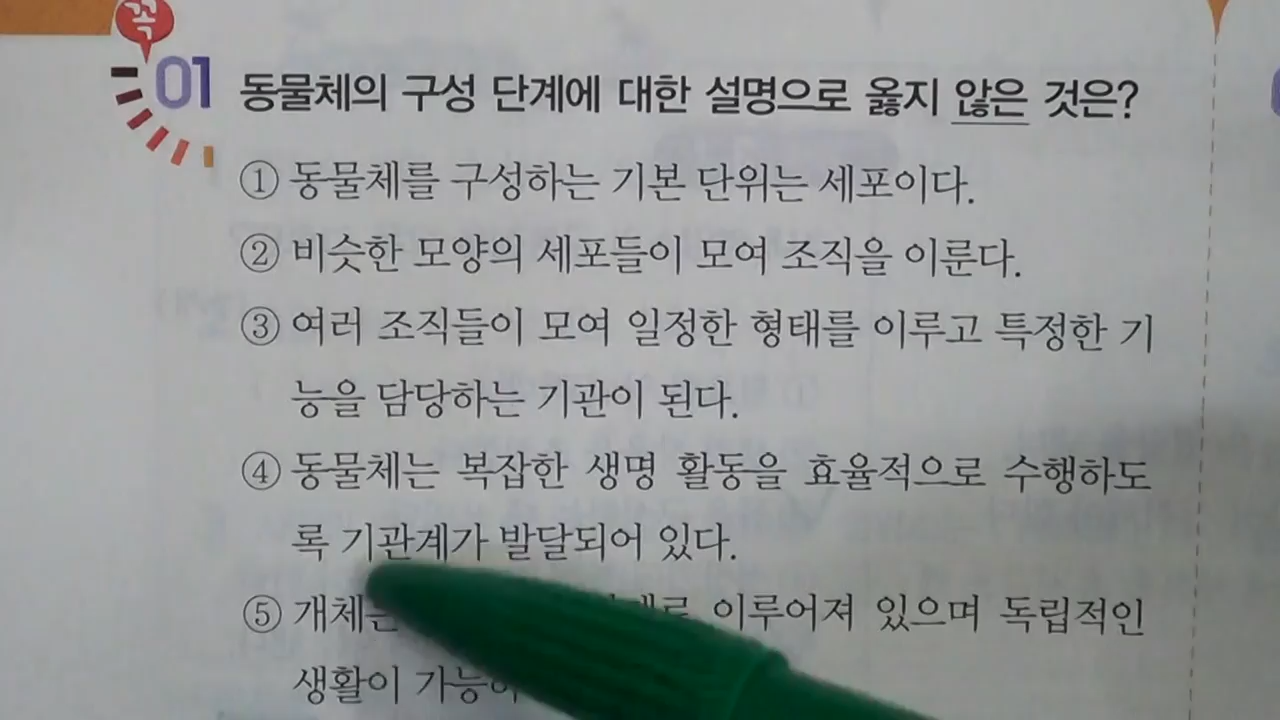 꼭
01 동물체의 구성 단계에 대한 설명으로 옳지 않은 것은?
① 동물체를 구성하는 기본 단위는 세포이다.
② 비슷한 모양의 세포들이 모여 조직을 이룬다.
③ 여러 조직들이 모여 일정한 형태를 이루고 특정한 기
능을 담당하는 기관이 된다.
④ 동물체는 복잡한 생명 활동을 효율적으로 수행하도
록 기관계가 발달되어 있다.
⑤ 개체는 이루어져 있으며 독립적인
생활이